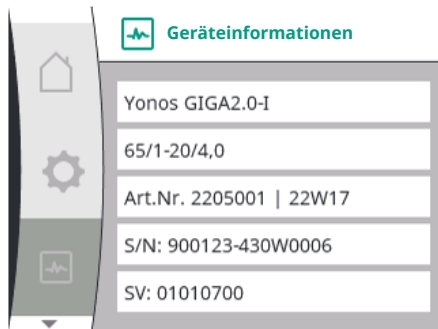 Geräteinformationen
Yonos GIGA2.0-I
65/1-20/4,0
Art.Nr. 2205001 | 22W17
S/N: 900123-430W0006
SV: 01010700